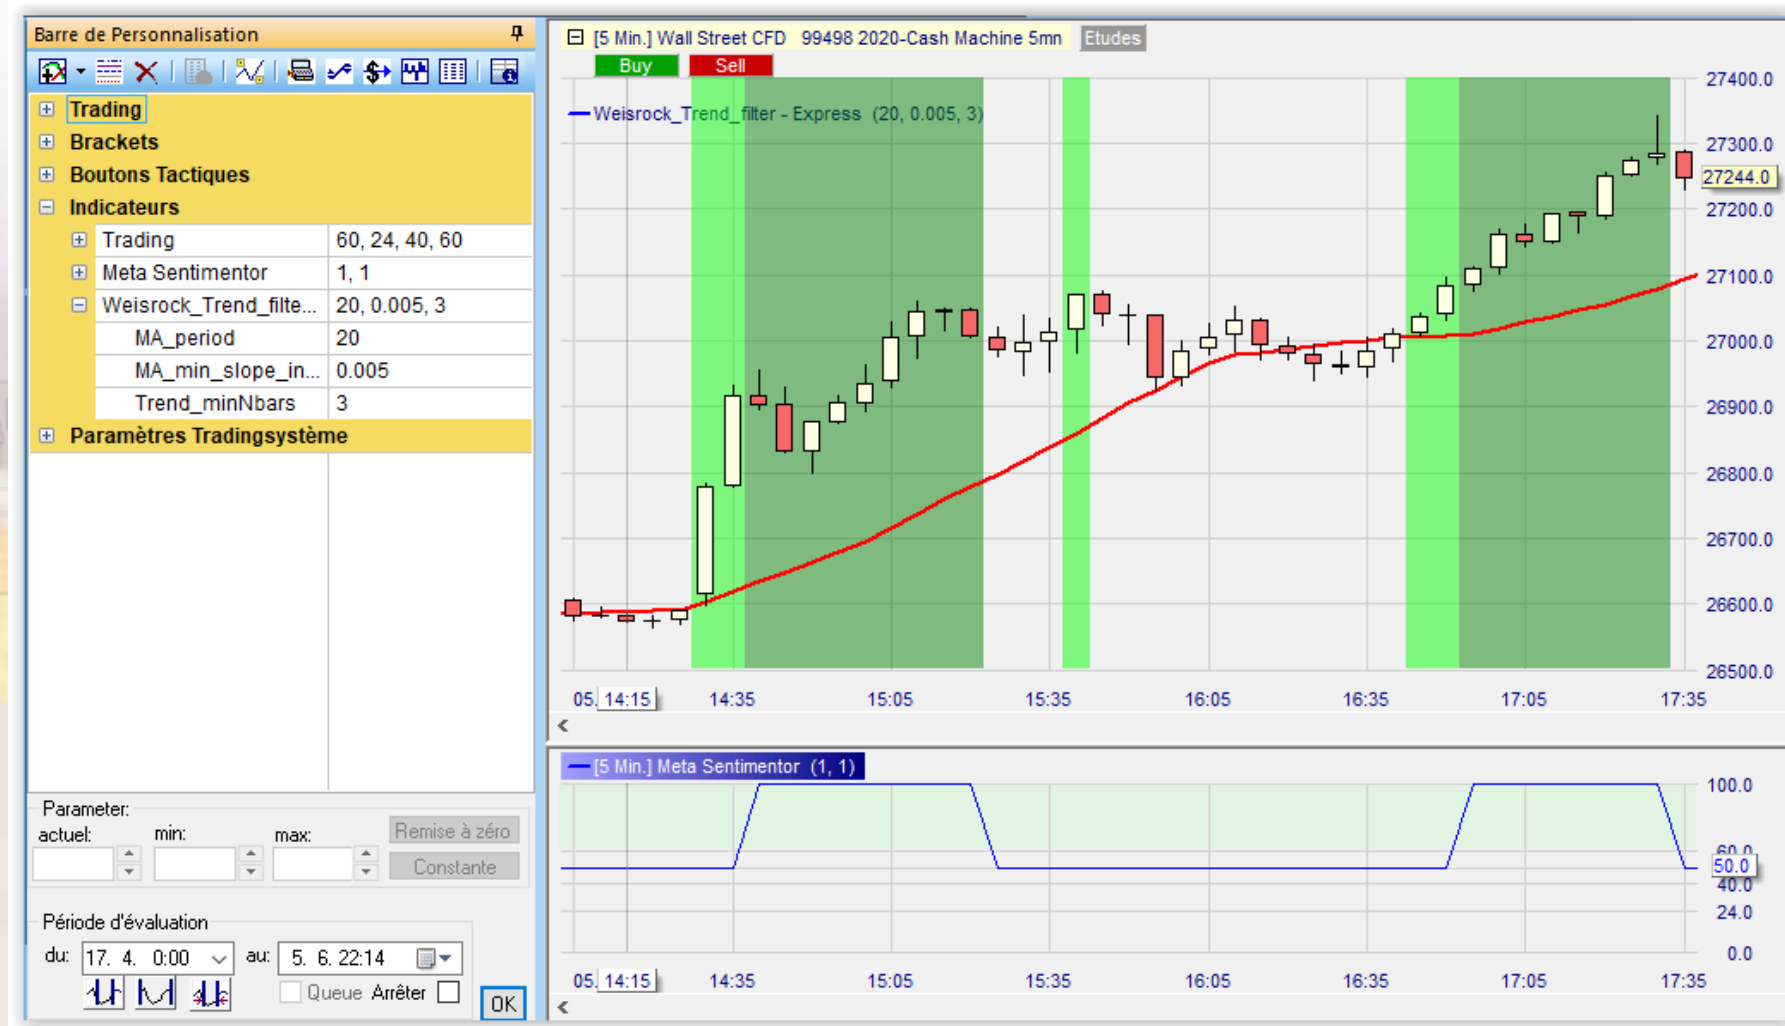 Barre de Personnalisation
Trading
Brackets
Boutons Tactiques
Indicateurs
Trading 60, 24, 40, 60
Meta Sentimentor 1, 1
Weisrock_Trend_filte... 20, 0.005, 3
MA_period 20
MA_min_slope_in... 0.005
Trend_minNbars 3
Paramètres Tradingsystème
Parameter:
actuel: min: max: Remise à zéro
Constante
Période d'évaluation
du: 17. 4. 0:00 au: 5. 6. 22:14
Queue Arrêter
OK
[5 Min.] Wall Street CFD 99498 2020-Cash Machine 5mn Etudes
Buy Sell
Weisrock_Trend_filter - Express (20, 0.005, 3)
27400.0
27300.0
27244.0
27200.0
27100.0
27000.0
26900.0
26800.0
26700.0
26600.0
26500.0
05. 14:15 14:35 15:05 15:35 16:05 16:35 17:05 17:35
[5 Min.] Meta Sentimentor (1, 1)
100.0
60.0
50.0
40.0
24.0
0.0
05. 14:15 14:35 15:05 15:35 16:05 16:35 17:05 17:35